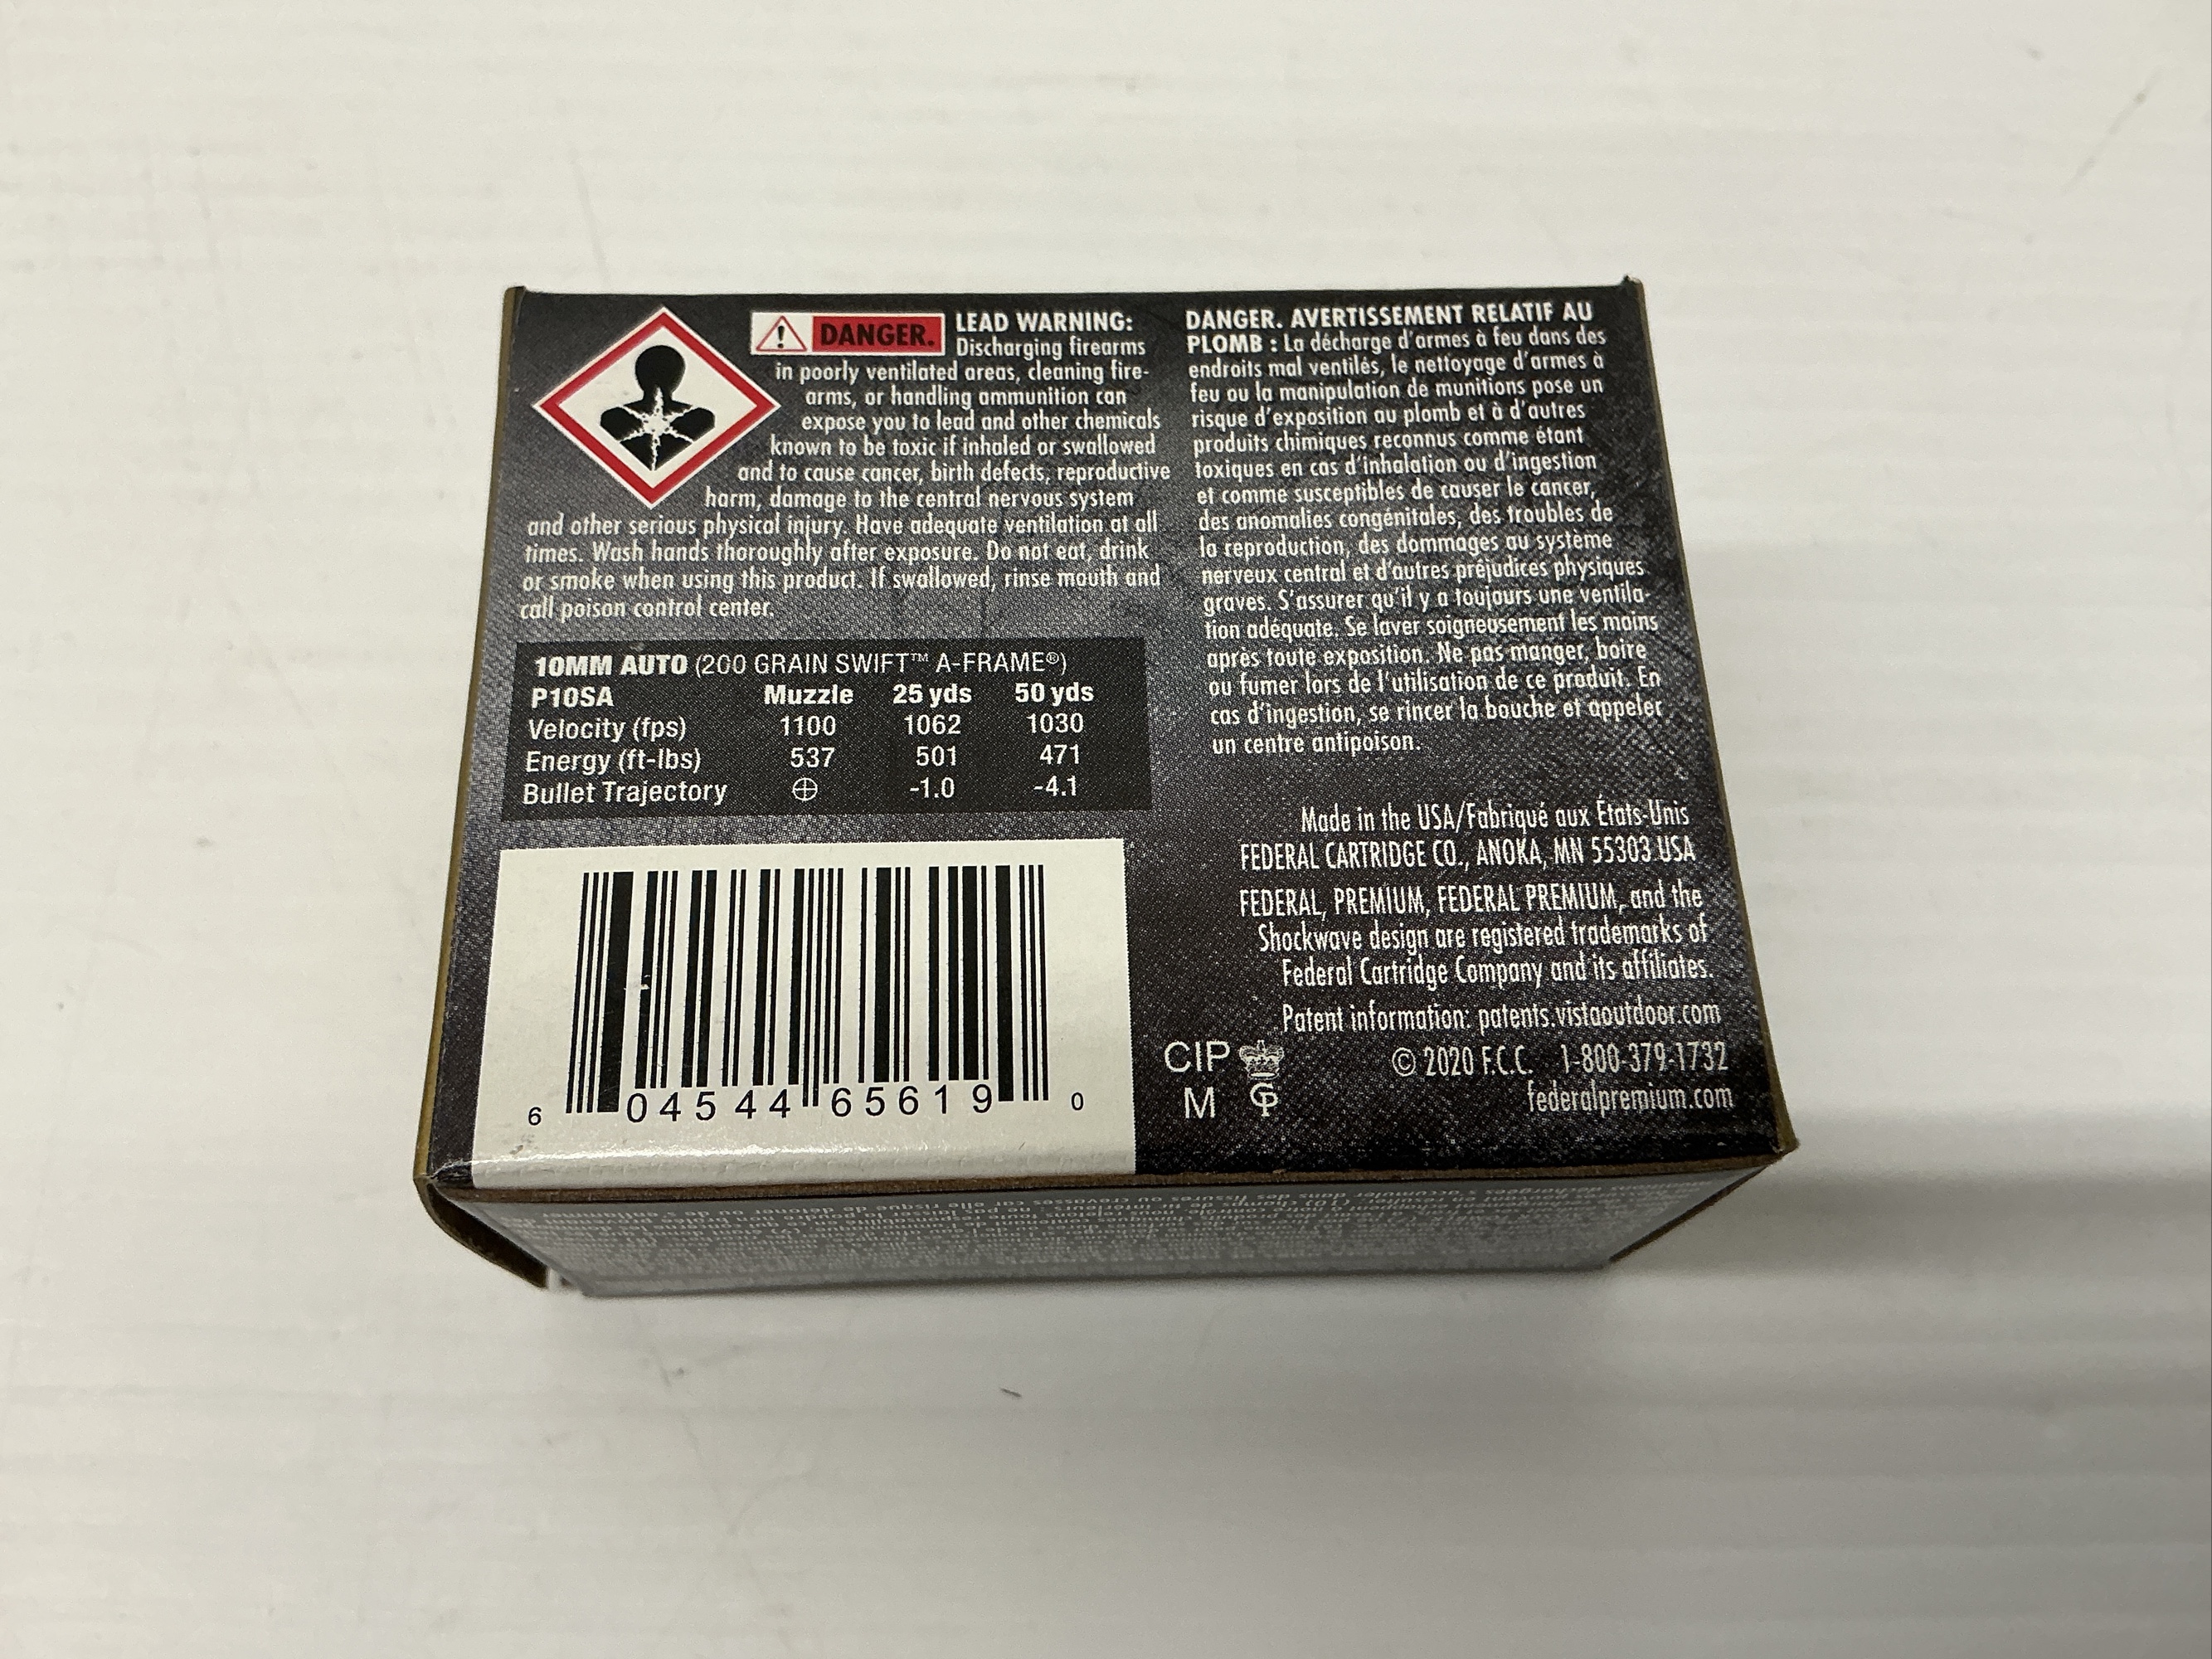 DANGER. LEAD WARNING:
Discharging firearms
in poorly ventilated areas, cleaning fire-
arms, or handling ammunition can
expose you to lead and other chemicals
known to be toxic if inhaled or swallowed
and to cause cancer, birth defects, reproductive
harm, damage to the central nervous system
and other serious physical injury. Have adequate ventilation at all
times. Wash hands thoroughly after exposure. Do not eat, drink
or smoke when using this product. If swallowed, rinse mouth and
call poison control center.
10MM AUTO (200 GRAIN SWIFT™ A-FRAME®)
P10SA Muzzle 25 yds 50 yds
Velocity (fps) 1100 1062 1030
Energy (ft-lbs) 537 501 471
Bullet Trajectory ⊕ -1.0 -4.1
6 04544 65619 0
DANGER. AVERTISSEMENT RELATIF AU
PLOMB : La décharge d'armes à feu dans des
endroits mal ventilés, le nettoyage d'armes à
feu ou la manipulation de munitions pose un
risque d'exposition au plomb et à d'autres
produits chimiques reconnus comme étant
toxiques en cas d'inhalation ou d'ingestion
et comme susceptibles de causer le cancer,
des anomalies congénitales, des troubles de
la reproduction, des dommages au système
nerveux central et d'autres préjudices physiques
graves. S'assurer qu'il y a toujours une ventila-
tion adéquate. Se laver soigneusement les mains
après toute exposition. Ne pas manger, boire
ou fumer lors de l'utilisation de ce produit. En
cas d'ingestion, se rincer la bouche et appeler
un centre antipoison.
Made in the USA/Fabriqué aux États-Unis
FEDERAL CARTRIDGE CO., ANOKA, MN 55303 USA
FEDERAL, PREMIUM, FEDERAL PREMIUM, and the
Shockwave design are registered trademarks of
Federal Cartridge Company and its affiliates.
Patent information: patents.vistaoutdoor.com
CIP © 2020 F.C.C. 1-800-379-1732
M GP federalpremium.com